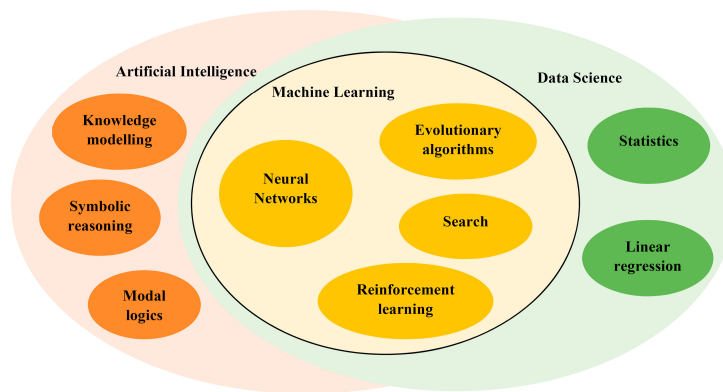 Artificial Intelligence
Machine Learning
Data Science
Knowledge
modelling
Symbolic
reasoning
Modal
logics
Neural
Networks
Evolutionary
algorithms
Search
Reinforcement
learning
Statistics
Linear
regression